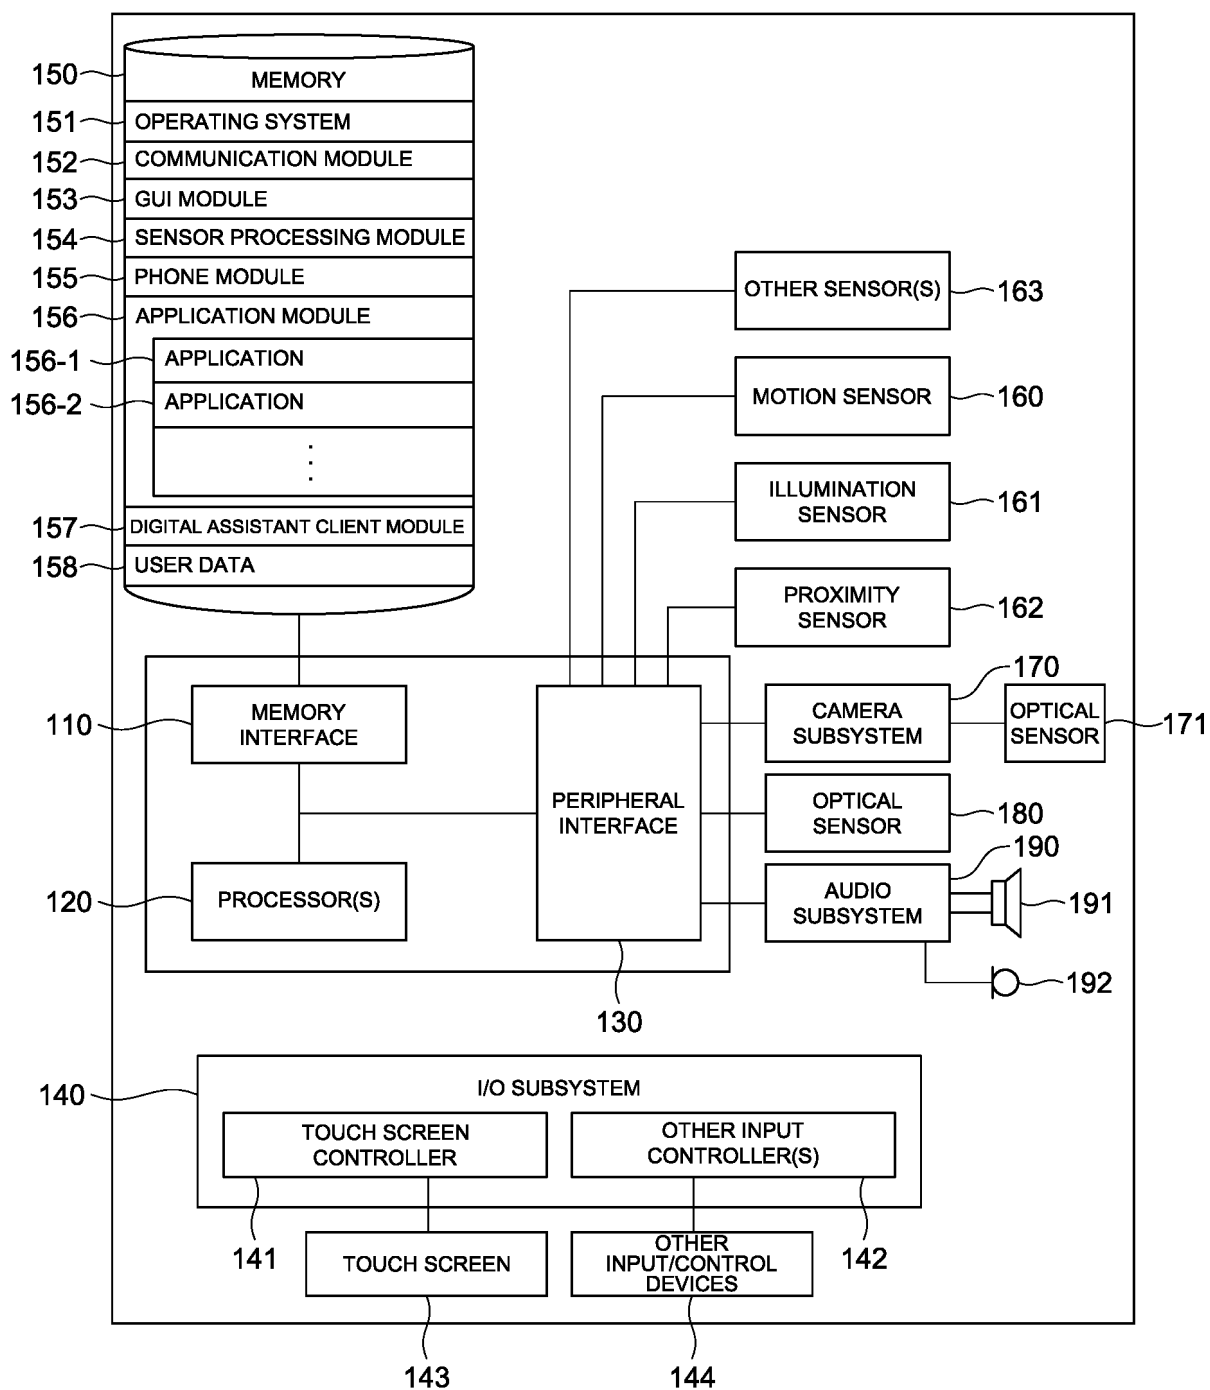 150
MEMORY
151
OPERATING SYSTEM
152
COMMUNICATION MODULE
153
GUI MODULE
154
SENSOR PROCESSING MODULE
155
PHONE MODULE
156
APPLICATION MODULE
156-1
APPLICATION
156-2
APPLICATION
157
DIGITAL ASSISTANT CLIENT MODULE
158
USER DATA
OTHER SENSOR(S)
163
MOTION SENSOR
160
ILLUMINATION
SENSOR
161
PROXIMITY
SENSOR
162
110
MEMORY
INTERFACE
120
PROCESSOR(S)
PERIPHERAL
INTERFACE
130
CAMERA
SUBSYSTEM
170
OPTICAL
SENSOR
171
OPTICAL
SENSOR
180
AUDIO
SUBSYSTEM
190
191
192
140
I/O SUBSYSTEM
TOUCH SCREEN
CONTROLLER
OTHER INPUT
CONTROLLER(S)
141
TOUCH SCREEN
OTHER
INPUT/CONTROL
DEVICES
142
143
144